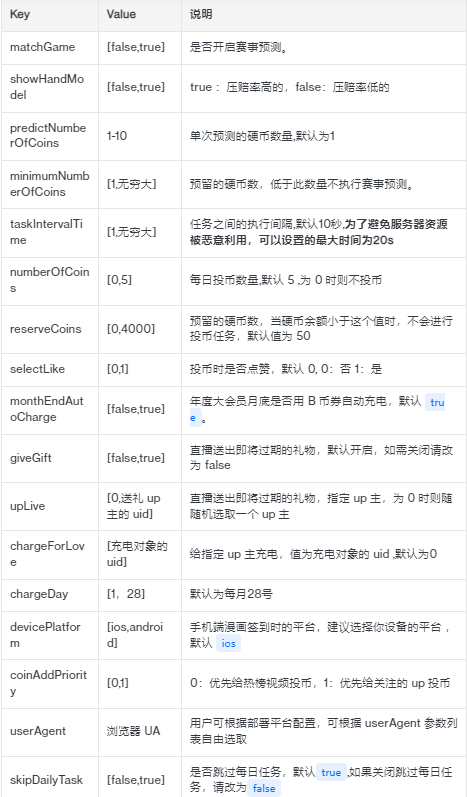 Key Value 说明
matchGame [false,true] 是否开启赛事预测。
showHandMo
del [false,true] true ：压赔率高的，false：压赔率低的
predictNumbe
rOfCoins 1-10 单次预测的硬币数量,默认为1
minimumNumb
erOfCoins [1,无穷大] 预留的硬币数，低于此数量不执行赛事预测。
taskIntervalTi
me [1,无穷大] 任务之间的执行间隔,默认10秒,为了避免服务器资源
被恶意利用，可以设置的最大时间为20s
numberOfCoin
s [0,5] 每日投币数量,默认 5 ,为 0 时则不投币
reserveCoins [0,4000] 预留的硬币数，当硬币余额小于这个值时，不会进行
投币任务，默认值为 50
selectLike [0,1] 投币时是否点赞，默认 0, 0：否 1：是
monthEndAut
oCharge [false,true] 年度大会员月底是否用 B 币券自动充电，默认 tru
e 。
giveGift [false,true] 直播送出即将过期的礼物，默认开启，如需关闭请改
为 false
upLive [0,送礼 up
主的 uid] 直播送出即将过期的礼物，指定 up 主，为 0 时则随
随机选取一个 up 主
chargeForLov
e [充电对象的
uid] 给指定 up 主充电，值为充电对象的 uid ,默认为0
chargeDay [1，28] 默认为每月28号
devicePlatfor
m [ios,androi
d] 手机端漫画签到时的平台，建议选择你设备的平台 ，
默认 ios
coinAddPriorit
y [0,1] 0：优先给热榜视频投币，1：优先给关注的 up 投币
userAgent 浏览器 UA 用户可根据部署平台配置，可根据 userAgent 参数列
表自由选取
skipDailyTask [false,true] 是否跳过每日任务，默认 true ,如果关闭跳过每日任
务，请改为 false